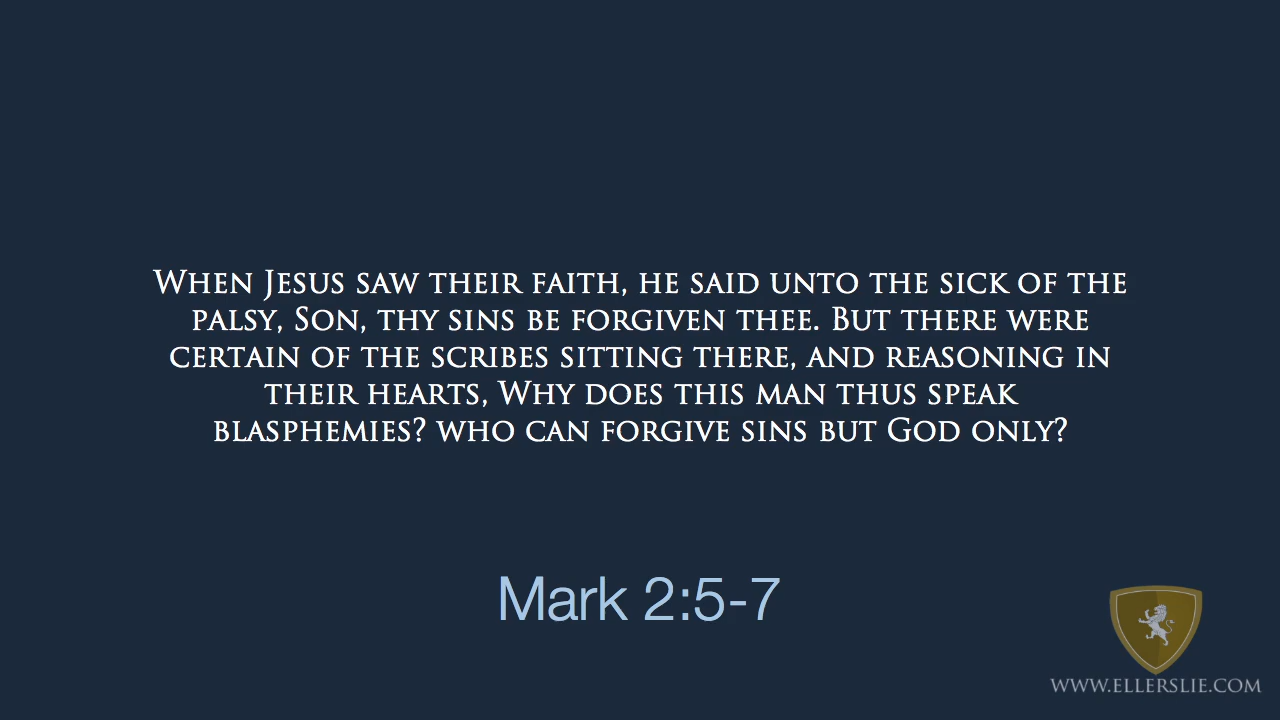 When Jesus saw their faith, he said unto the sick of the
palsy, Son, thy sins be forgiven thee. But there were
certain of the scribes sitting there, and reasoning in
their hearts, Why does this man thus speak
blasphemies? who can forgive sins but God only?
Mark 2:5-7
www.ellerslie.com